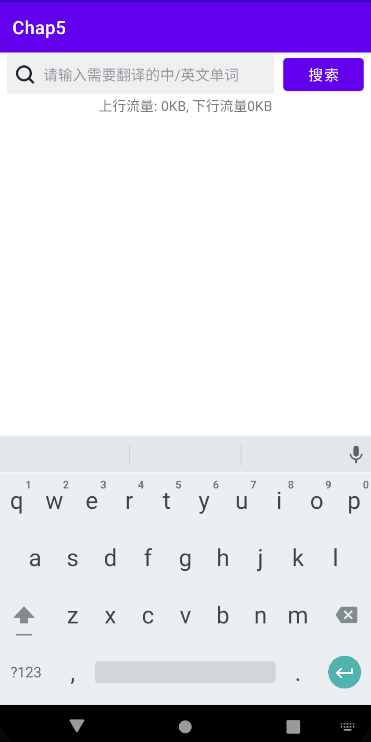 Chap5
请输入需要翻译的中/英文单词 搜索
上行流量: 0KB, 下行流量0KB
1 2 3 4 5 6 7 8 9 0
q w e r t y u i o p
a s d f g h j k l
z x c v b n m
?123 , .